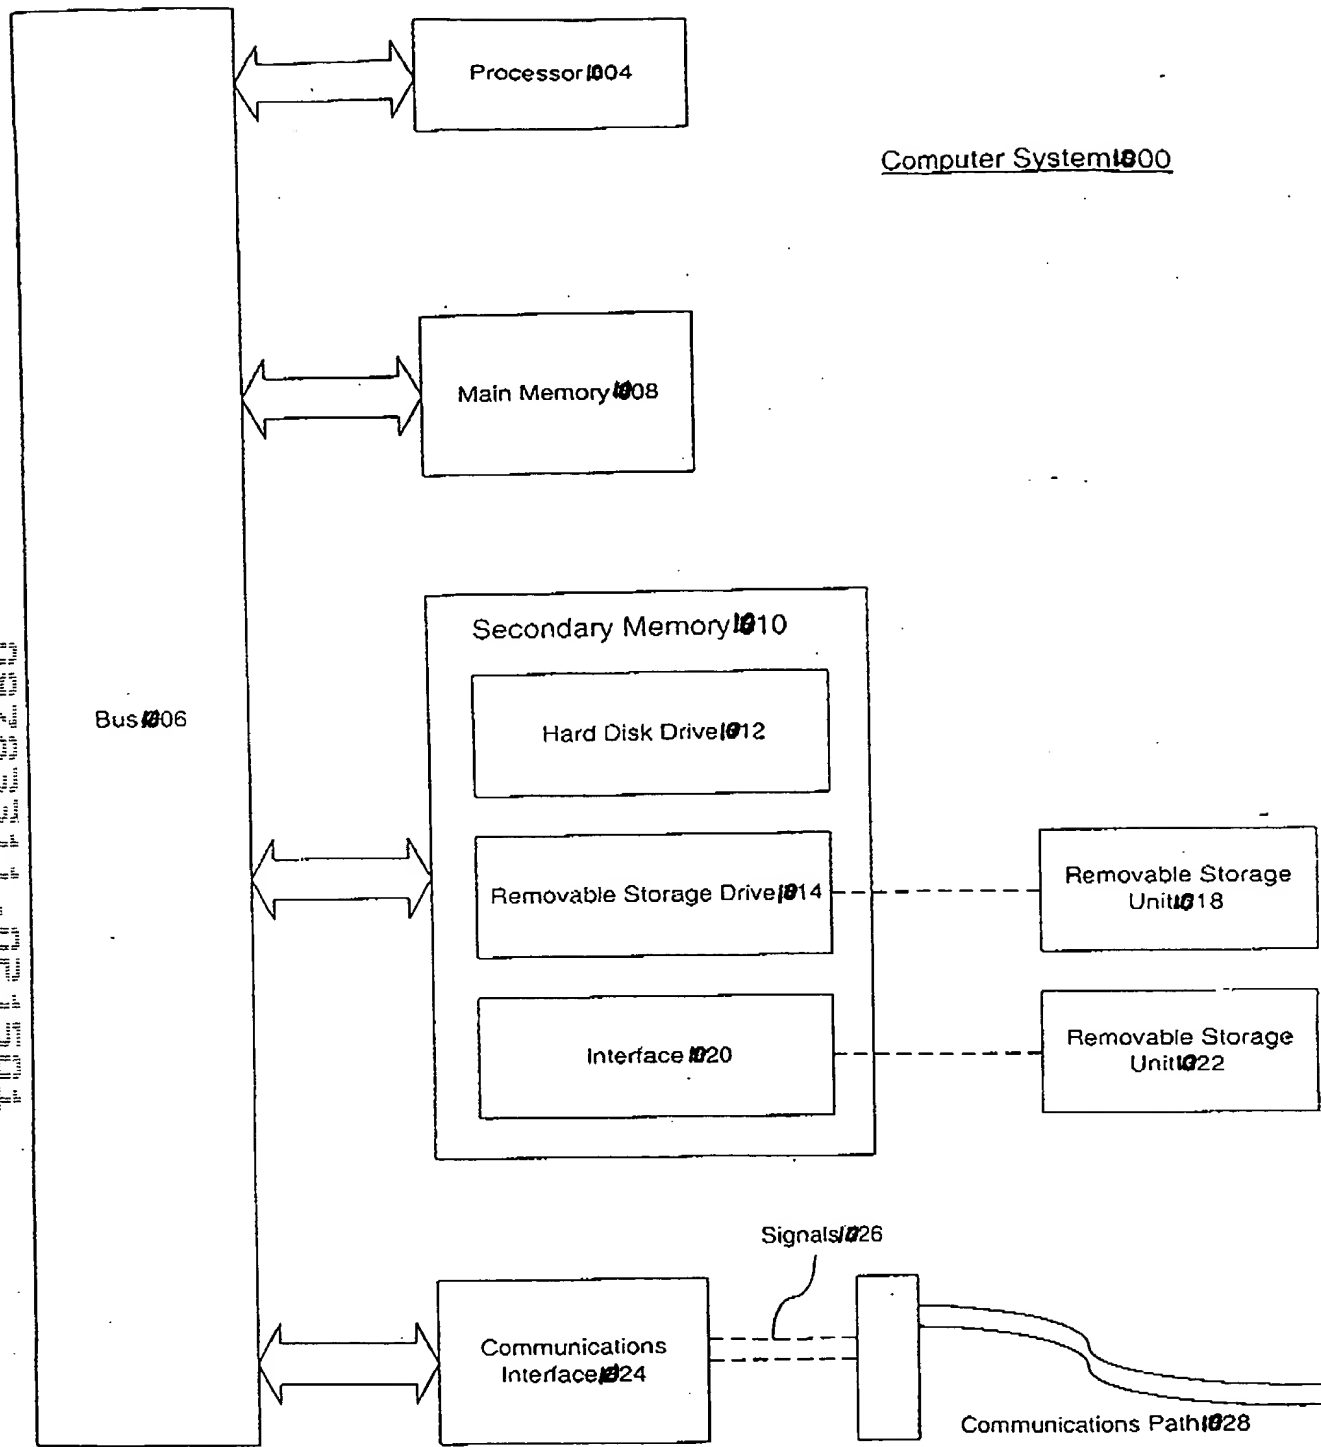 Processor 1004
Computer System 1000
Main Memory 1008
Secondary Memory 1010
Bus 1006
Hard Disk Drive 1012
Removable Storage Drive 1014
Removable Storage
Unit 1018
Interface 1020
Removable Storage
Unit 1022
Signals 1026
Communications
Interface 1024
Communications Path 1028